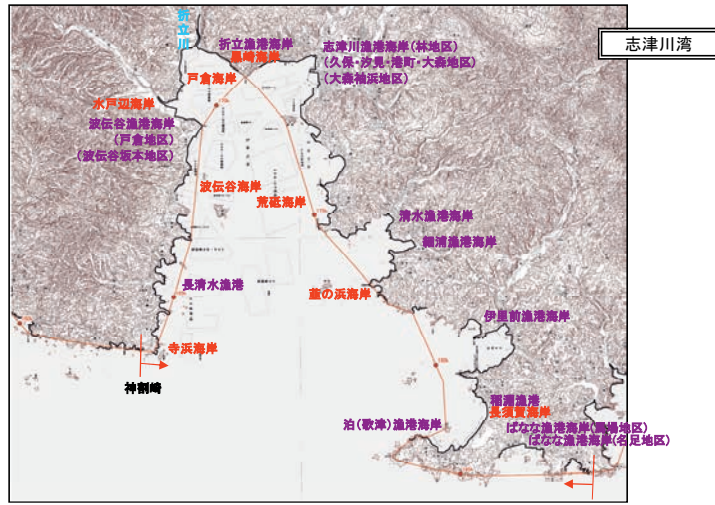 志津川湾
折立川
折立漁港海岸
黒崎海岸
志津川漁港海岸(林地区)
(久保・汐見・港町・大森地区)
(大森袖浜地区)
戸倉海岸
水戸辺海岸
波伝谷漁港海岸
(戸倉地区)
(波伝谷坂本地区)
波伝谷海岸
荒砥海岸
清水漁港海岸
細浦漁港海岸
長清水漁港
韮の浜海岸
伊里前漁港海岸
寺浜海岸
神割崎
稲淵漁港
長須賀海岸
泊(歌津)漁港海岸
ばなな漁港海岸(馬場地区)
ばなな漁港海岸(名足地区)